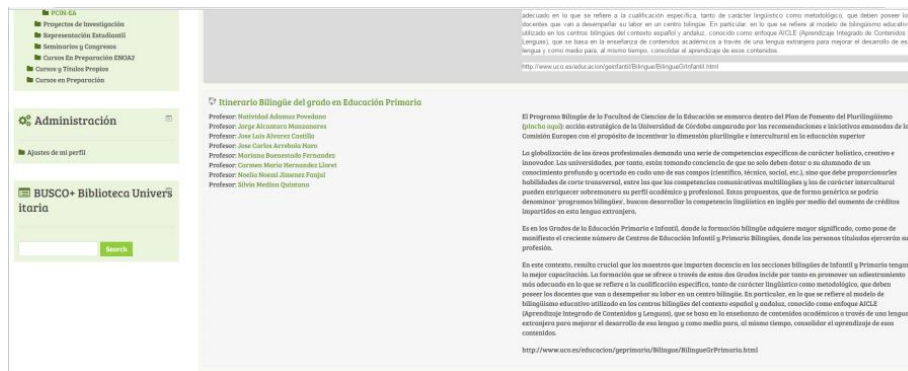 PCIN-EA
Proyectos de Investigación
Representación Estudiantil
Seminarios y Congresos
Cursos En Preparación ENOA2
Cursos y Títulos Propios
Cursos en Preparación
Administración
Ajustes de mi perfil
BUSCO+ Biblioteca Univers
itaria
Search
adecuado en lo que se refiere a la cualificación específica, tanto de carácter lingüístico como metodológico, que deben poseer los
docentes que van a desempeñar su labor en un centro bilingüe. En particular, en lo que se refiere al modelo de bilingüismo educativo
utilizado en los centros bilingües del contexto español y andaluz, conocido como enfoque AICLE (Aprendizaje Integrado de Contenidos y
Lenguas), que se basa en la enseñanza de contenidos académicos a través de una lengua extranjera para mejorar el desarrollo de esa
lengua y como medio para, al mismo tiempo, consolidar el aprendizaje de esos contenidos.
http://www.uco.es/educacion/geinfantil/Bilingue/BilingueGrInfantil.html
Itinerario Bilingüe del grado en Educación Primaria
Profesor: Natividad Adamuz Povedano
Profesor: Jorge Alcantara Manzanares
Profesor: Jose Luis Alvarez Castillo
Profesor: Jose Carlos Arrebola Haro
Profesor: Mariana Buenestado Fernandez
Profesor: Carmen Maria Hernandez Lloret
Profesor: Noelia Noemi Jimenez Fanjul
Profesor: Silvia Medina Quintana
El Programa Bilingüe de la Facultad de Ciencias de la Educación se enmarca dentro del Plan de Fomento del Plurilingüismo
(pincha aquí): acción estratégica de la Universidad de Córdoba amparada por las recomendaciones e iniciativas emanadas de la
Comisión Europea con el propósito de incentivar la dimensión plurilingüe e intercultural en la educación superior
La globalización de las áreas profesionales demanda una serie de competencias específicas de carácter holístico, creativo e
innovador. Las universidades, por tanto, están tomando conciencia de que no solo deben dotar a su alumnado de un
conocimiento profundo y acertado en cada uno de sus campos (científico, técnico, social, etc.), sino que debe proporcionarles
habilidades de corte transversal, entre las que las competencias comunicativas multilingües y las de carácter intercultural
pueden enriquecer sobremanera su perfil académico y profesional. Estas propuestas, que de forma genérica se podría
denominar 'programas bilingües', buscan desarrollar la competencia lingüística en inglés por medio del aumento de créditos
impartidos en esta lengua extranjera.
Es en los Grados de la Educación Primaria e Infantil, donde la formación bilingüe adquiere mayor significado, como pone de
manifiesto el creciente número de Centros de Educación Infantil y Primaria Bilingües, donde las personas tituladas ejercerán su
profesión.
En este contexto, resulta crucial que los maestros que imparten docencia en las secciones bilingües de Infantil y Primaria tengan
la mejor capacitación. La formación que se ofrece a través de estos dos Grados incide por tanto en promover un adiestramiento
más adecuado en lo que se refiere a la cualificación específica, tanto de carácter lingüístico como metodológico, que deben
poseer los docentes que van a desempeñar su labor en un centro bilingüe. En particular, en lo que se refiere al modelo de
bilingüismo educativo utilizado en los centros bilingües del contexto español y andaluz, conocido como enfoque AICLE
(Aprendizaje Integrado de Contenidos y Lenguas), que se basa en la enseñanza de contenidos académicos a través de una lengua
extranjera para mejorar el desarrollo de esa lengua y como medio para, al mismo tiempo, consolidar el aprendizaje de esos
contenidos.
http://www.uco.es/educacion/geprimaria/Bilingue/BilingueGrPrimaria.html